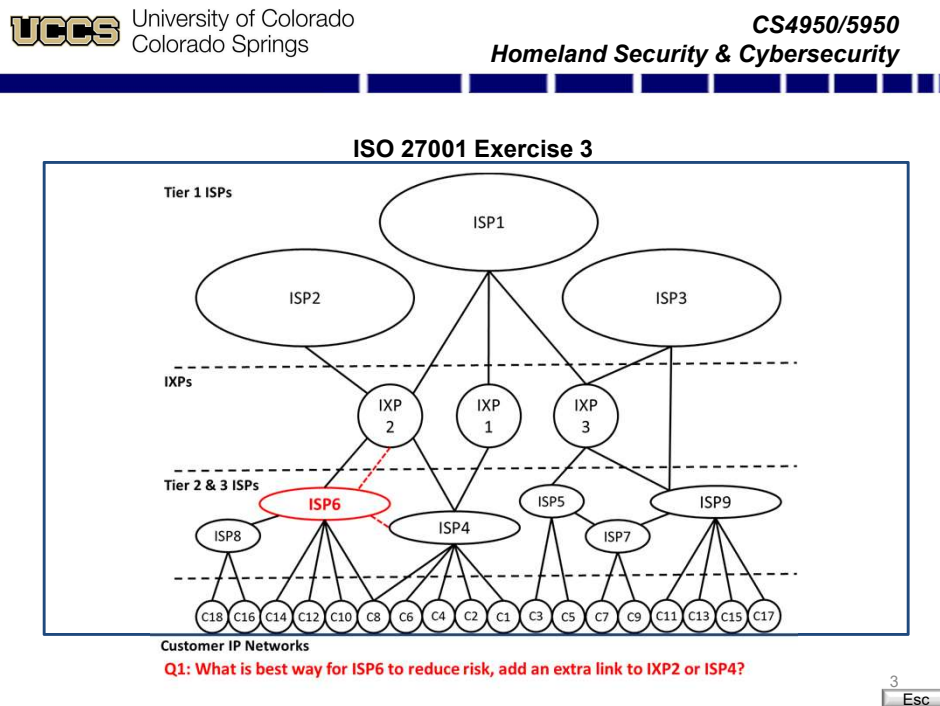 UCCS
University of Colorado
Colorado Springs
CS4950/5950
Homeland Security & Cybersecurity
ISO 27001 Exercise 3
Tier 1 ISPs
ISP1
ISP2
ISP3
IXPs
IXP
2
IXP
1
IXP
3
Tier 2 & 3 ISPs
ISP6
ISP5
ISP9
ISP8
ISP4
ISP7
C18 C16 C14 C12 C10 C8 C6 C4 C2 C1 C3 C5 C7 C9 C11 C13 C15 C17
Customer IP Networks
Q1: What is best way for ISP6 to reduce risk, add an extra link to IXP2 or ISP4?
3
Esc